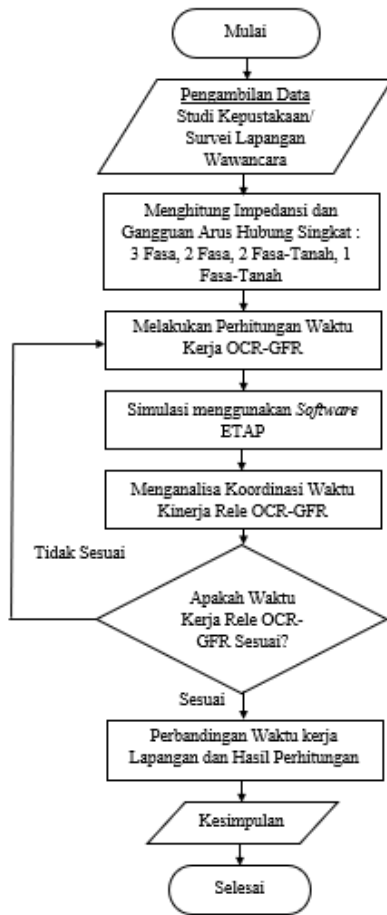 Mulai
Pengambilan Data
Studi Kepustakaan/
Survei Lapangan
Wawancara
Menghitung Impedansi dan
Gangguan Arus Hubung Singkat :
3 Fasa, 2 Fasa, 2 Fasa-Tanah, 1
Fasa-Tanah
Melakukan Perhitungan Waktu
Kerja OCR-GFR
Simulasi menggunakan Software
ETAP
Menganalisa Koordinasi Waktu
Kinerja Rele OCR-GFR
Tidak Sesuai
Apakah Waktu
Kerja Rele OCR-
GFR Sesuai?
Sesuai
Perbandingan Waktu kerja
Lapangan dan Hasil Perhitungan
Kesimpulan
Selesai